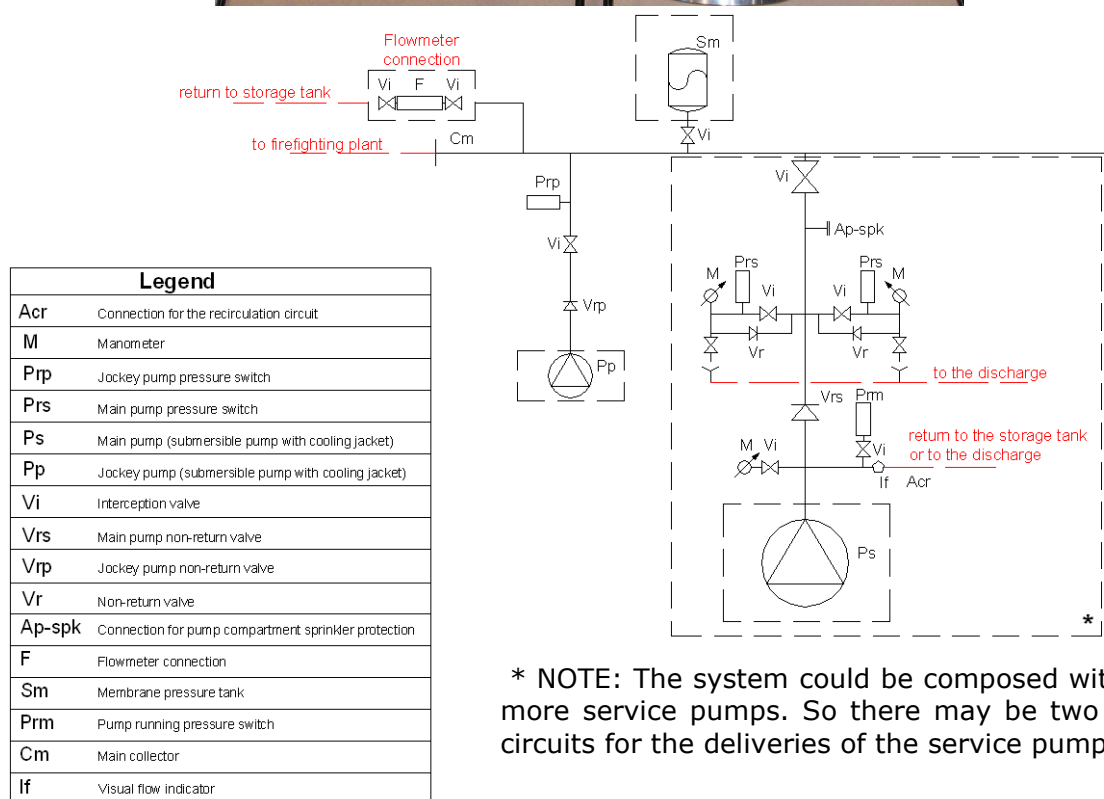 Flowmeter
connection
Sm
Vi F Vi
return to storage tank
Vi
to firefighting plant
Cm
Prp
Vi
Ap-spk
Vi
Prs Prs
M M
Vi Vi
Vrp
Vr Vr
Pp
to the discharge
Vrs Prm
return to the storage tank
or to the discharge
M Vi
Vi
If Acr
Ps
*
Legend
Acr Connection for the recirculation circuit
M Manometer
Prp Jockey pump pressure switch
Prs Main pump pressure switch
Ps Main pump (submersible pump with cooling jacket)
Pp Jockey pump (submersible pump with cooling jacket)
Vi Interception valve
Vrs Main pump non-return valve
Vrp Jockey pump non-return valve
Vr Non-return valve
Ap-spk Connection for pump compartment sprinkler protection
F Flowmeter connection
Sm Membrane pressure tank
Prm Pump running pressure switch
Cm Main collector
If Visual flow indicator
* NOTE: The system could be composed wit
more service pumps. So there may be two
circuits for the deliveries of the service pump